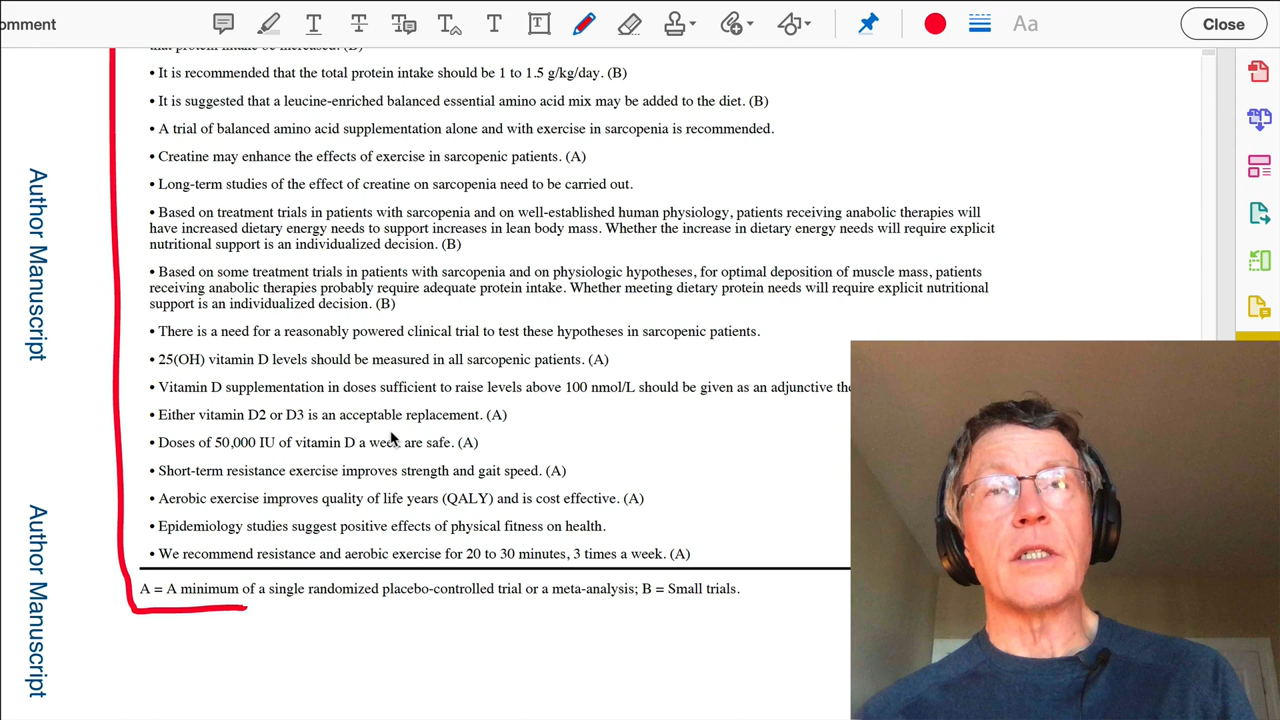 omment
Aa
Close
that protein intake be increased. (B)
• It is recommended that the total protein intake should be 1 to 1.5 g/kg/day. (B)
• It is suggested that a leucine-enriched balanced essential amino acid mix may be added to the diet. (B)
• A trial of balanced amino acid supplementation alone and with exercise in sarcopenia is recommended.
• Creatine may enhance the effects of exercise in sarcopenic patients. (A)
• Long-term studies of the effect of creatine on sarcopenia need to be carried out.
• Based on treatment trials in patients with sarcopenia and on well-established human physiology, patients receiving anabolic therapies will
have increased dietary energy needs to support increases in lean body mass. Whether the increase in dietary energy needs will require explicit
nutritional support is an individualized decision. (B)
• Based on some treatment trials in patients with sarcopenia and on physiologic hypotheses, for optimal deposition of muscle mass, patients
receiving anabolic therapies probably require adequate protein intake. Whether meeting dietary protein needs will require explicit nutritional
support is an individualized decision. (B)
• There is a need for a reasonably powered clinical trial to test these hypotheses in sarcopenic patients.
• 25(OH) vitamin D levels should be measured in all sarcopenic patients. (A)
• Vitamin D supplementation in doses sufficient to raise levels above 100 nmol/L should be given as an adjunctive the
• Either vitamin D2 or D3 is an acceptable replacement. (A)
• Doses of 50,000 IU of vitamin D a week are safe. (A)
• Short-term resistance exercise improves strength and gait speed. (A)
• Aerobic exercise improves quality of life years (QALY) and is cost effective. (A)
• Epidemiology studies suggest positive effects of physical fitness on health.
• We recommend resistance and aerobic exercise for 20 to 30 minutes, 3 times a week. (A)
A = A minimum of a single randomized placebo-controlled trial or a meta-analysis; B = Small trials.
Author Manuscript
Author Manuscript